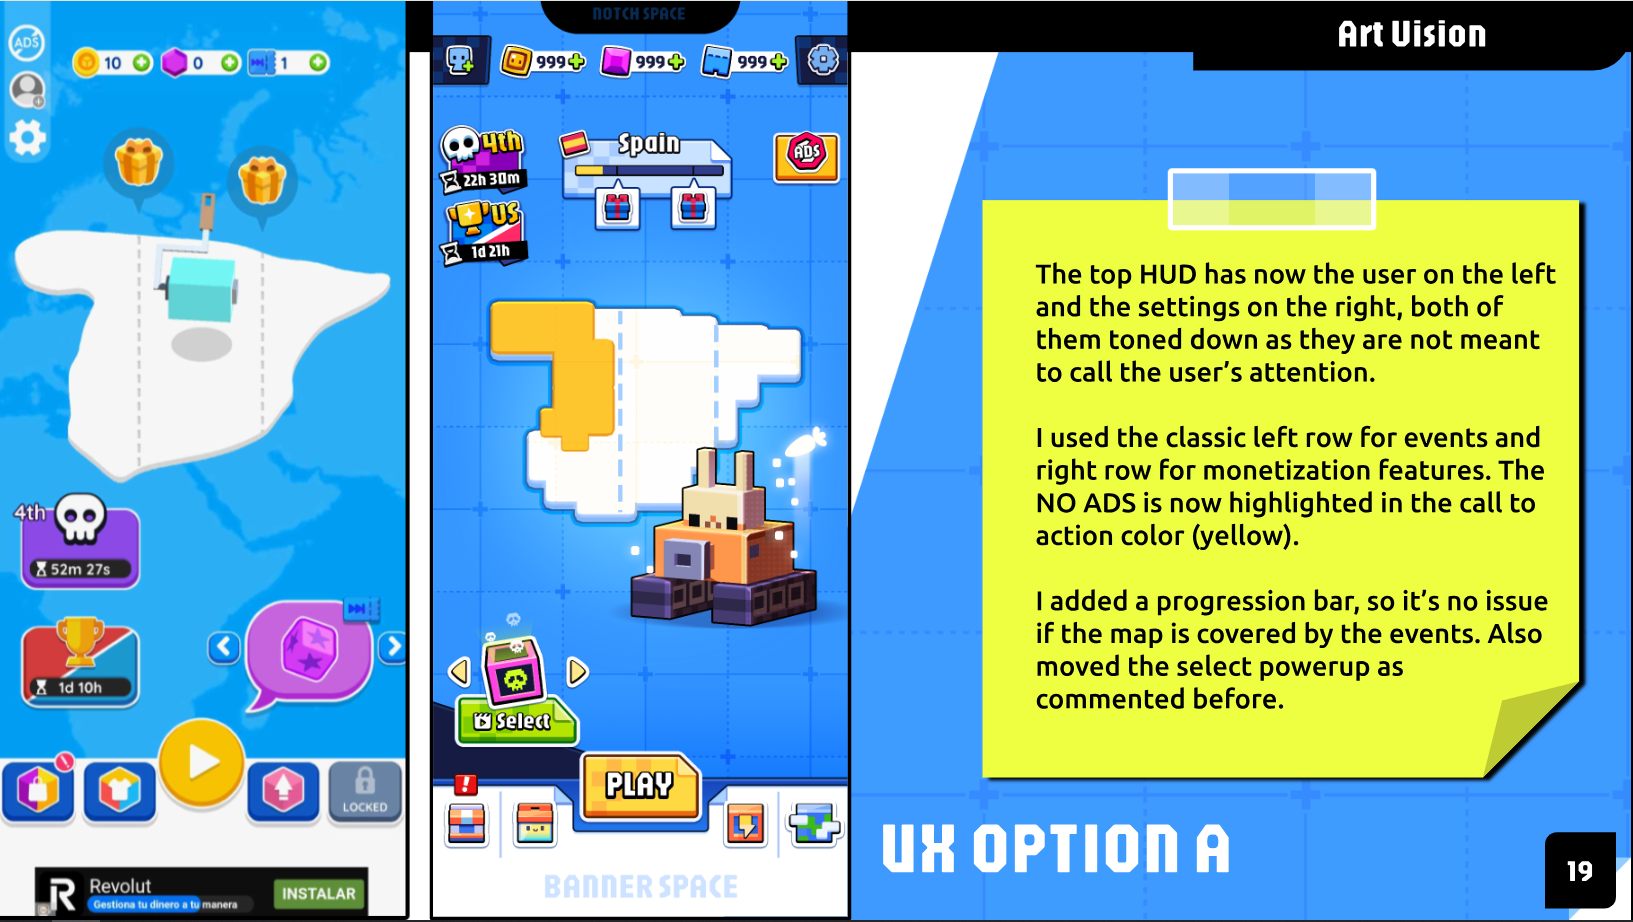 ADS
10
0
1
4th
52m 27s
1d 10h
LOCKED
R
Revolut
Gestiona tu dinero a tu manera
INSTALAR
NOTCH SPACE
999
999
999
4th
22h 30m
US
1d 21h
Spain
ADS
Select
!
PLAY
BANNER SPACE
Art Vision
The top HUD has now the user on the left
and the settings on the right, both of
them toned down as they are not meant
to call the user's attention.
I used the classic left row for events and
right row for monetization features. The
NO ADS is now highlighted in the call to
action color (yellow).
I added a progression bar, so it's no issue
if the map is covered by the events. Also
moved the select powerup as
commented before.
UX OPTION A
19